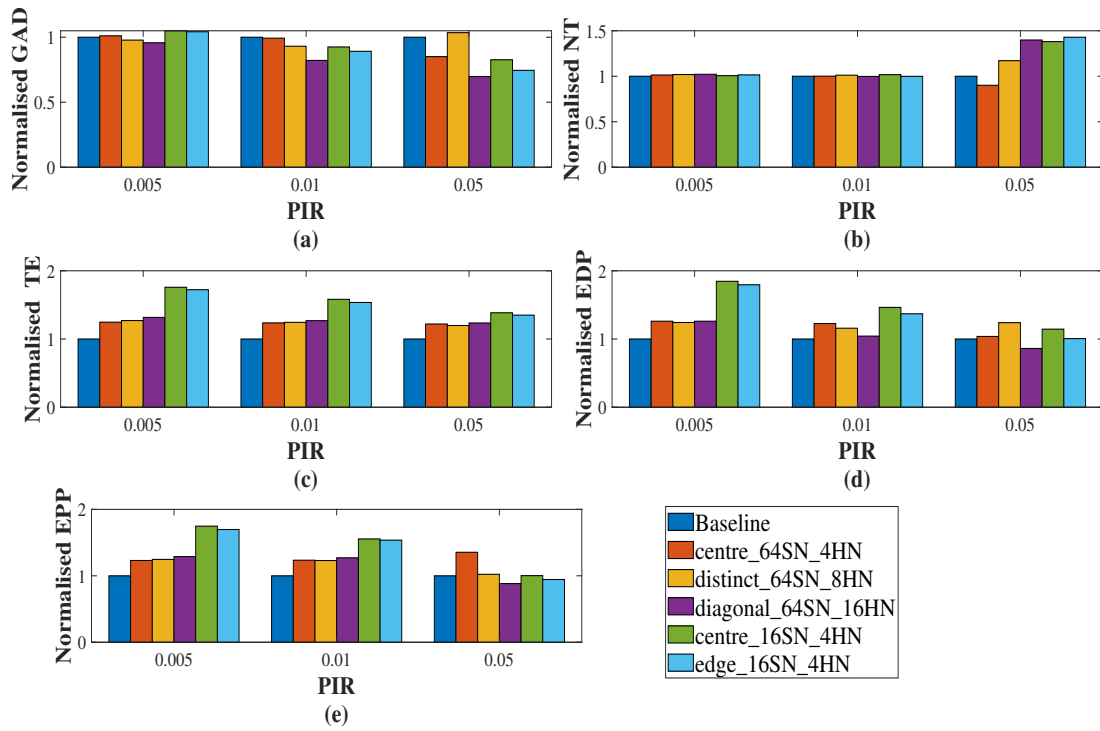 Normalised GAD
1
0.5
0
0.005 0.01 0.05
PIR
(a)
Normalised NT
1.5
1
0.5
0
0.005 0.01 0.05
PIR
(b)
Normalised TE
2
1
0
0.005 0.01 0.05
PIR
(c)
Normalised EDP
2
1
0
0.005 0.01 0.05
PIR
(d)
Normalised EPP
2
1
0
0.005 0.01 0.05
PIR
(e)
Baseline
centre_64SN_4HN
distinct_64SN_8HN
diagonal_64SN_16HN
centre_16SN_4HN
edge_16SN_4HN